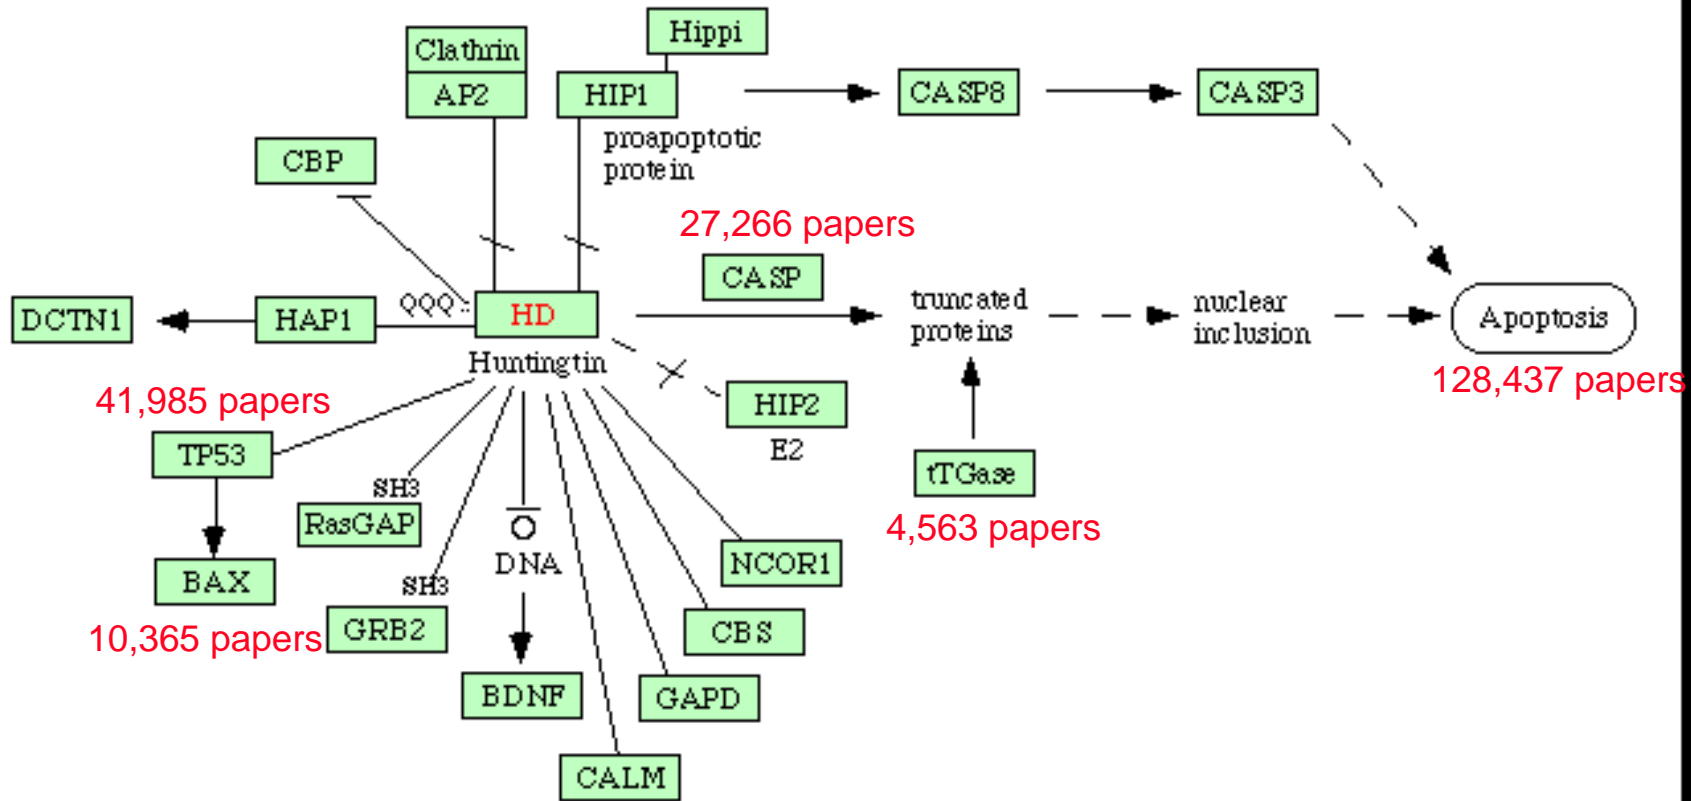 Hippi
Clathrin
AP2
HIP1
CASP8
CASP3
proapoptotic
protein
CBP
27,266 papers
CASP
DCTN1
HAP1
QQQ..
HD
truncated
proteins
nuclear
inclusion
Apoptosis
Huntingtin
128,437 papers
41,985 papers
HIP2
E2
TP53
tTGase
4,563 papers
SH3
RasGAP
DNA
NCOR1
BAX
SH3
10,365 papers
GRB2
CBS
BDNF
GAPD
CALM